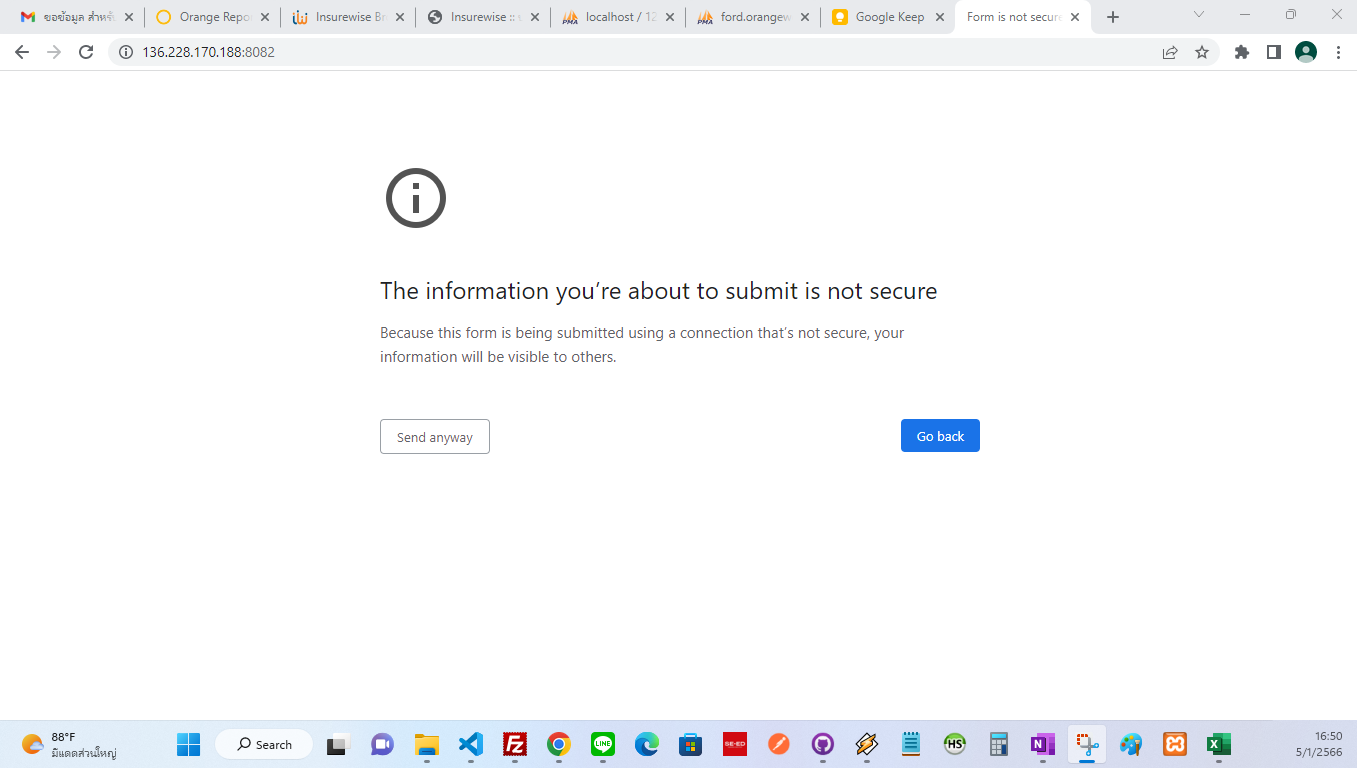 ขอข้อมูล สำหรับ
Orange Repo
Insurewise Br
Insurewise :: s
localhost / 12
ford.orangew
Google Keep
Form is not secure
136.228.170.188:8082
The information you're about to submit is not secure
Because this form is being submitted using a connection that's not secure, your
information will be visible to others.
Send anyway
Go back
88°F
มีแดดส่วนใหญ่
Search
16:50
5/1/2566